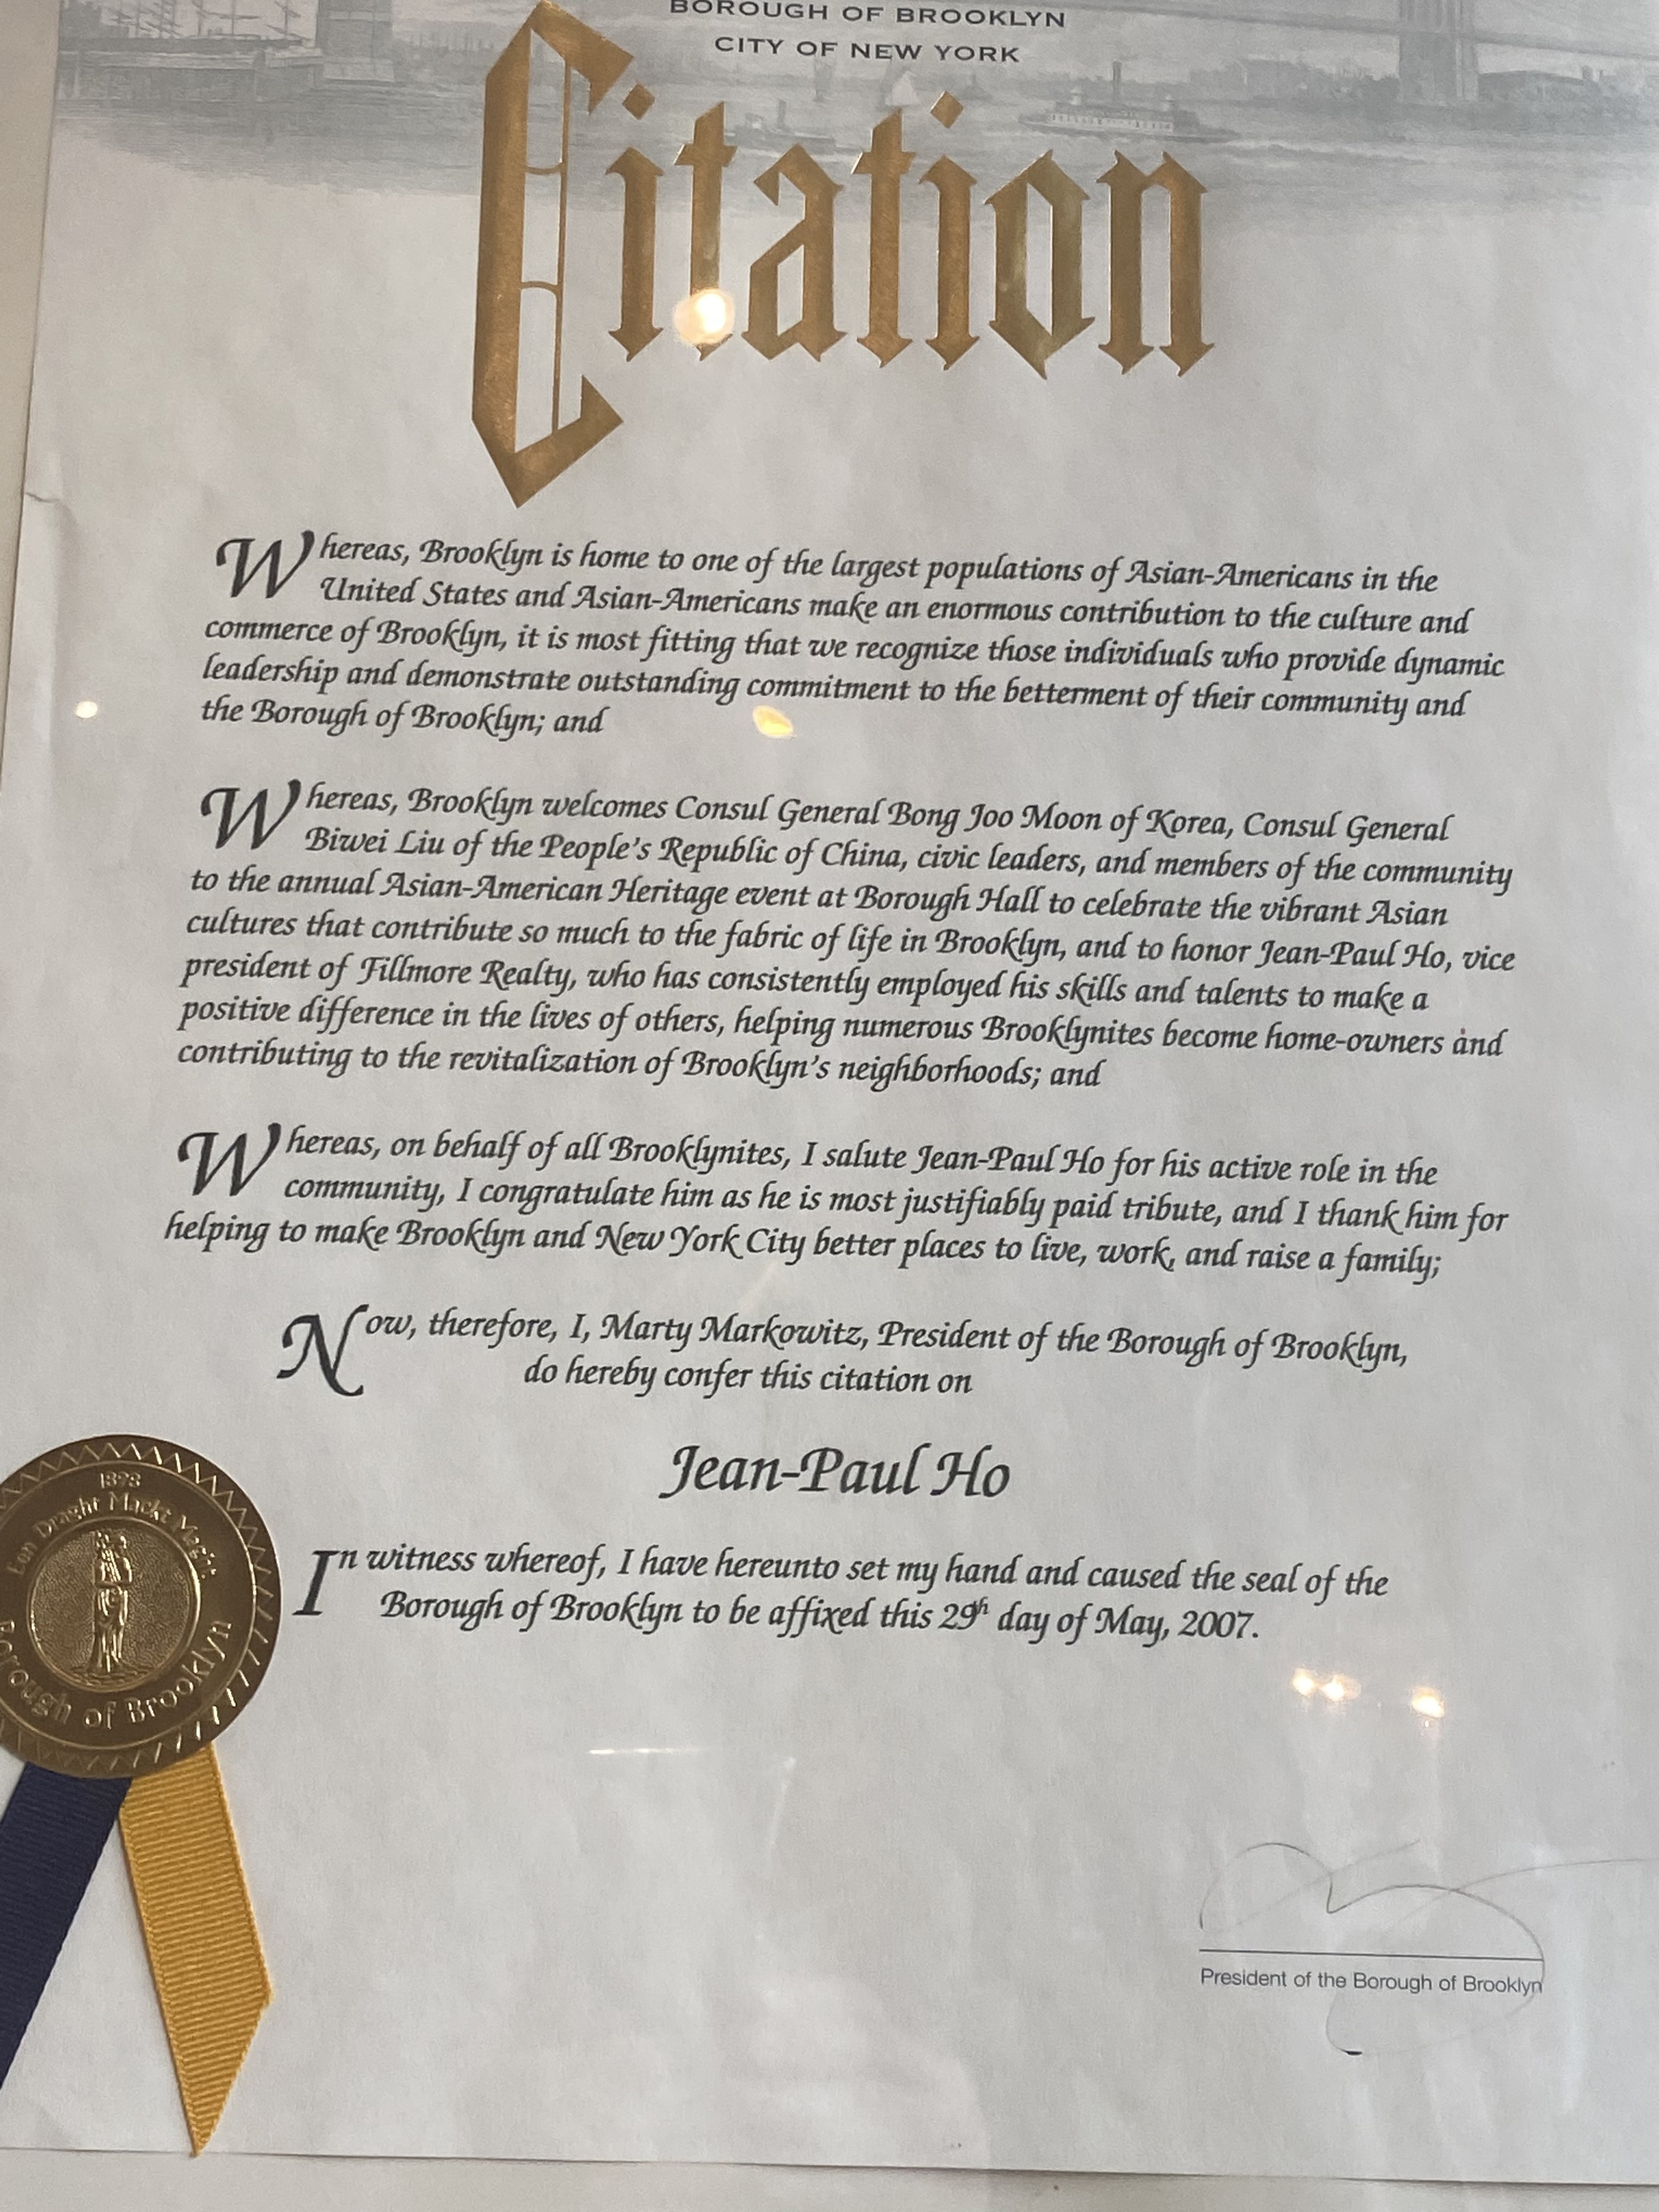 BOROUGH OF BROOKLYN
CITY OF NEW YORK
Citation
Whereas, Brooklyn is home to one of the largest populations of Asian-Americans in the
United States and Asian-Americans make an enormous contribution to the culture and
commerce of Brooklyn, it is most fitting that we recognize those individuals who provide dynamic
leadership and demonstrate outstanding commitment to the betterment of their community and
the Borough of Brooklyn; and
Whereas, Brooklyn welcomes Consul General Bong Joo Moon of Korea, Consul General
Biwei Liu of the People's Republic of China, civic leaders, and members of the community
to the annual Asian-American Heritage event at Borough Hall to celebrate the vibrant Asian
cultures that contribute so much to the fabric of life in Brooklyn, and to honor Jean-Paul Ho, vice
president of Fillmore Realty, who has consistently employed his skills and talents to make a
positive difference in the lives of others, helping numerous Brooklynites become home-owners and
contributing to the revitalization of Brooklyn's neighborhoods; and
Whereas, on behalf of all Brooklynites, I salute Jean-Paul Ho for his active role in the
community, I congratulate him as he is most justifiably paid tribute, and I thank him for
helping to make Brooklyn and New York City better places to live, work, and raise a family;
Now, therefore, I, Marty Markowitz, President of the Borough of Brooklyn,
do hereby confer this citation on
Jean-Paul Ho
In witness whereof, I have hereunto set my hand and caused the seal of the
Borough of Brooklyn to be affixed this 29th day of May, 2007.
Een Draght Mackt Magit
Borough of Brooklyn
President of the Borough of Brooklyn